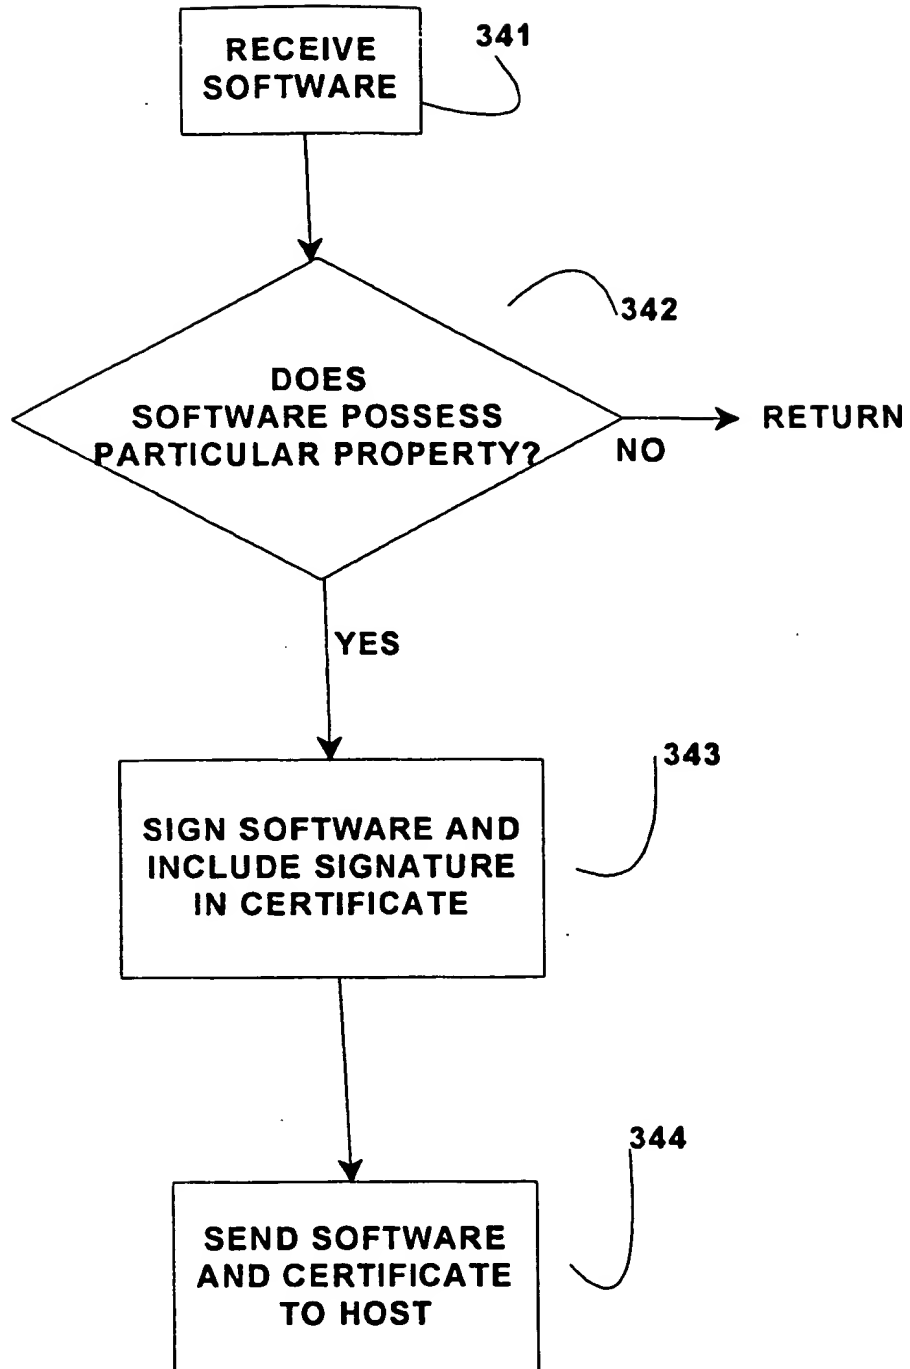 RECEIVE
SOFTWARE
341
342
DOES
SOFTWARE POSSESS
PARTICULAR PROPERTY?
RETURN
NO
YES
343
SIGN SOFTWARE AND
INCLUDE SIGNATURE
IN CERTIFICATE
344
SEND SOFTWARE
AND CERTIFICATE
TO HOST